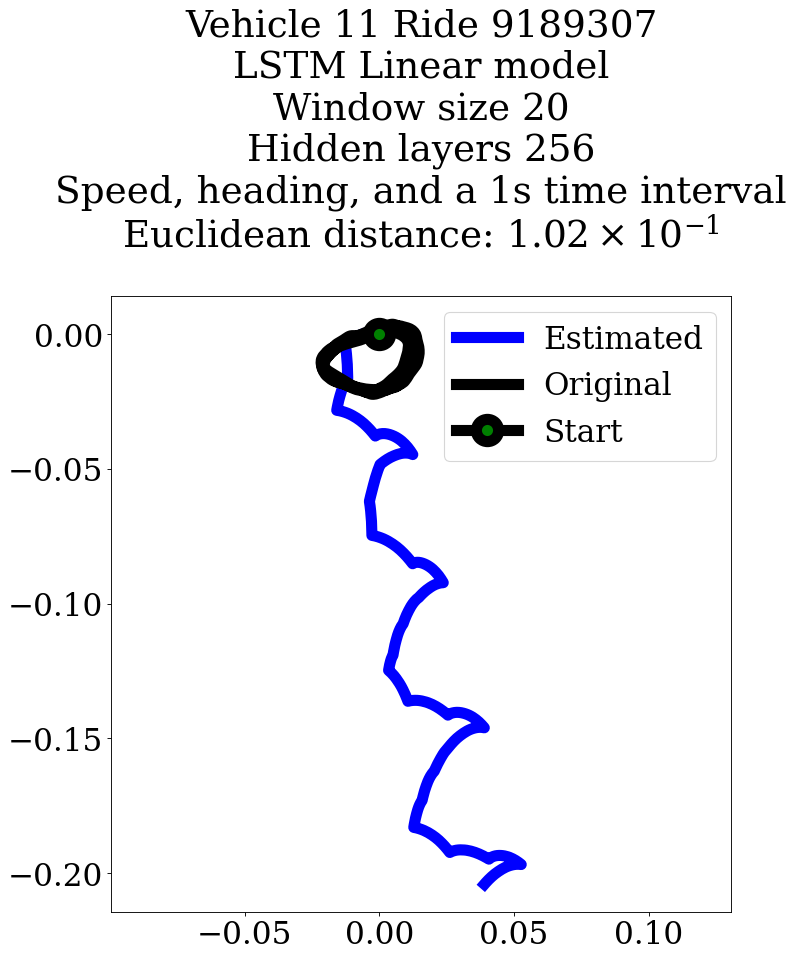 Vehicle 11 Ride 9189307
LSTM Linear model
Window size 20
Hidden layers 256
Speed, heading, and a 1s time interval
Euclidean distance: 1.02 × 10⁻¹
Estimated
Original
Start
0.00
−0.05
−0.10
−0.15
−0.20
−0.05 0.00 0.05 0.10